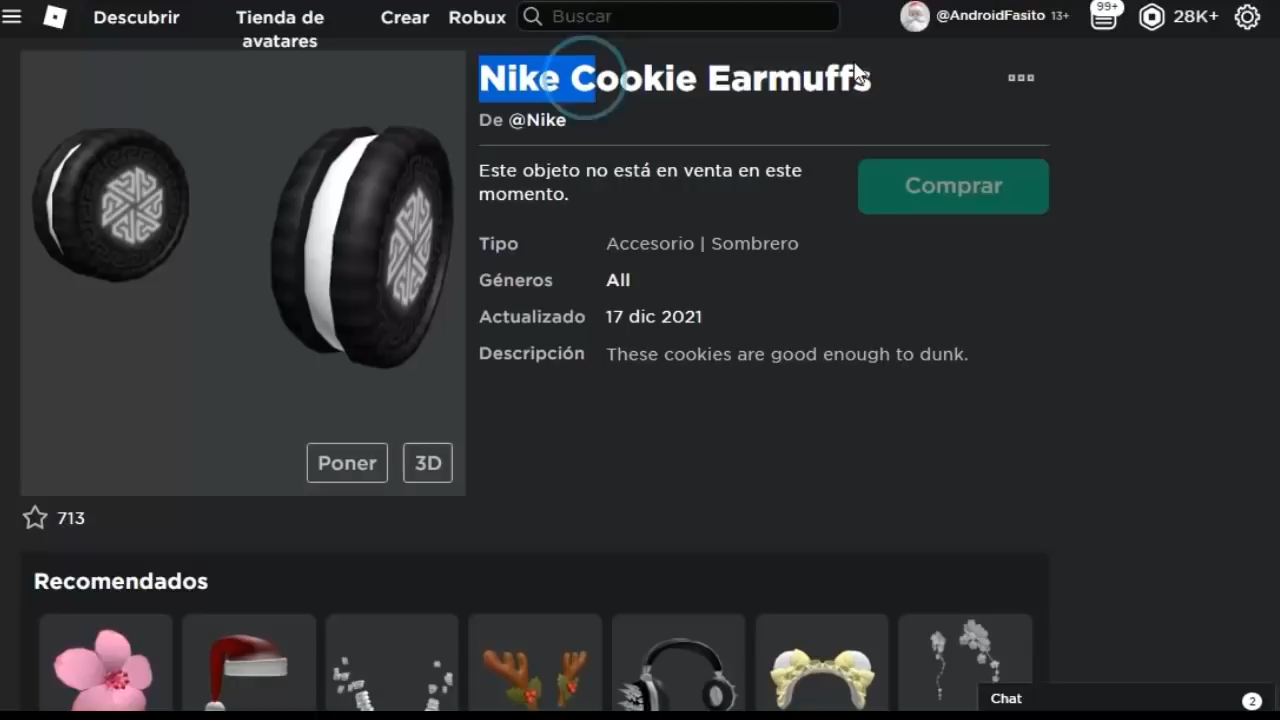 Descubrir
Tienda de
avatares
Crear
Robux
Buscar
@AndroidFasito 13+
99+
28K+
Nike Cookie Earmuffs
De @Nike
Este objeto no está en venta en este
momento.
Comprar
Tipo Accesorio | Sombrero
Géneros All
Actualizado 17 dic 2021
Descripción These cookies are good enough to dunk.
Poner
3D
713
Recomendados
Chat
2